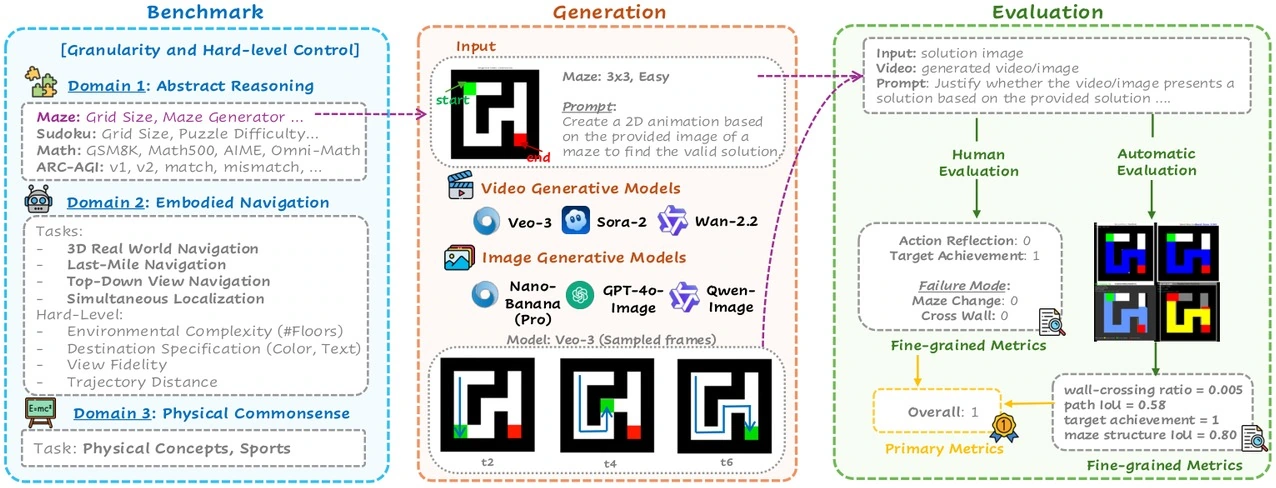 Benchmark
[Granularity and Hard-level Control]
Domain 1: Abstract Reasoning
Maze: Grid Size, Maze Generator ...
Sudoku: Grid Size, Puzzle Difficulty...
Math: GSM8K, Math500, AIME, Omni-Math
ARC-AGI: v1, v2, match, mismatch, ...
Domain 2: Embodied Navigation
Tasks:
- 3D Real World Navigation
- Last-Mile Navigation
- Top-Down View Navigation
- Simultaneous Localization
Hard-Level:
- Environmental Complexity (#Floors)
- Destination Specification (Color, Text)
- View Fidelity
- Trajectory Distance
E=mc²
Domain 3: Physical Commonsense
Task: Physical Concepts, Sports
Generation
Input
start
end
Maze: 3x3, Easy
Prompt:
Create a 2D animation based
on the provided image of a
maze to find the valid solution
Video Generative Models
Veo-3
Sora-2
Wan-2.2
Image Generative Models
Nano-
Banana
(Pro)
GPT-4o-
Image
Qwen-
Image
Model: Veo-3 (Sampled frames)
t2
t4
t6
Evaluation
Input: solution image
Video: generated video/image
Prompt: Justify whether the video/image presents a
solution based on the provided solution ....
Human
Evaluation
Automatic
Evaluation
Action Reflection: 0
Target Achievement: 1
Failure Mode:
Maze Change: 0
Cross Wall: 0
Fine-grained Metrics
Overall: 1
1
Primary Metrics
wall-crossing ratio = 0.005
path IoU = 0.58
target achievement = 1
maze structure IoU = 0.80
Fine-grained Metrics